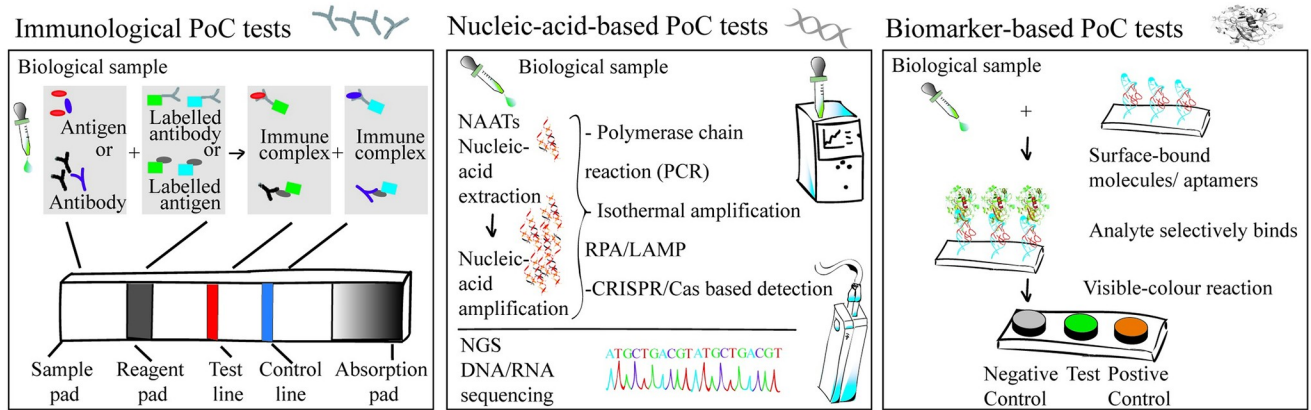 Immunological PoC tests
Biological sample
Antigen
or
Antibody
+
Labelled
antibody
or
Labelled
antigen
Immune
complex
+
Immune
complex
Sample
pad
Reagent
pad
Test
line
Control
line
Absorption
pad
Nucleic-acid-based PoC tests
Biological sample
NAATs
Nucleic-
acid
extraction
Nucleic-
acid
amplification
- Polymerase chain
reaction (PCR)
- Isothermal amplification
RPA/LAMP
-CRISPR/Cas based detection
NGS
DNA/RNA
sequencing
ATGCTGACGTATGCTGACGT
Biomarker-based PoC tests
Biological sample
+
Surface-bound
molecules/ aptamers
Analyte selectively binds
Visible-colour reaction
Negative
Control
Test
Postive
Control